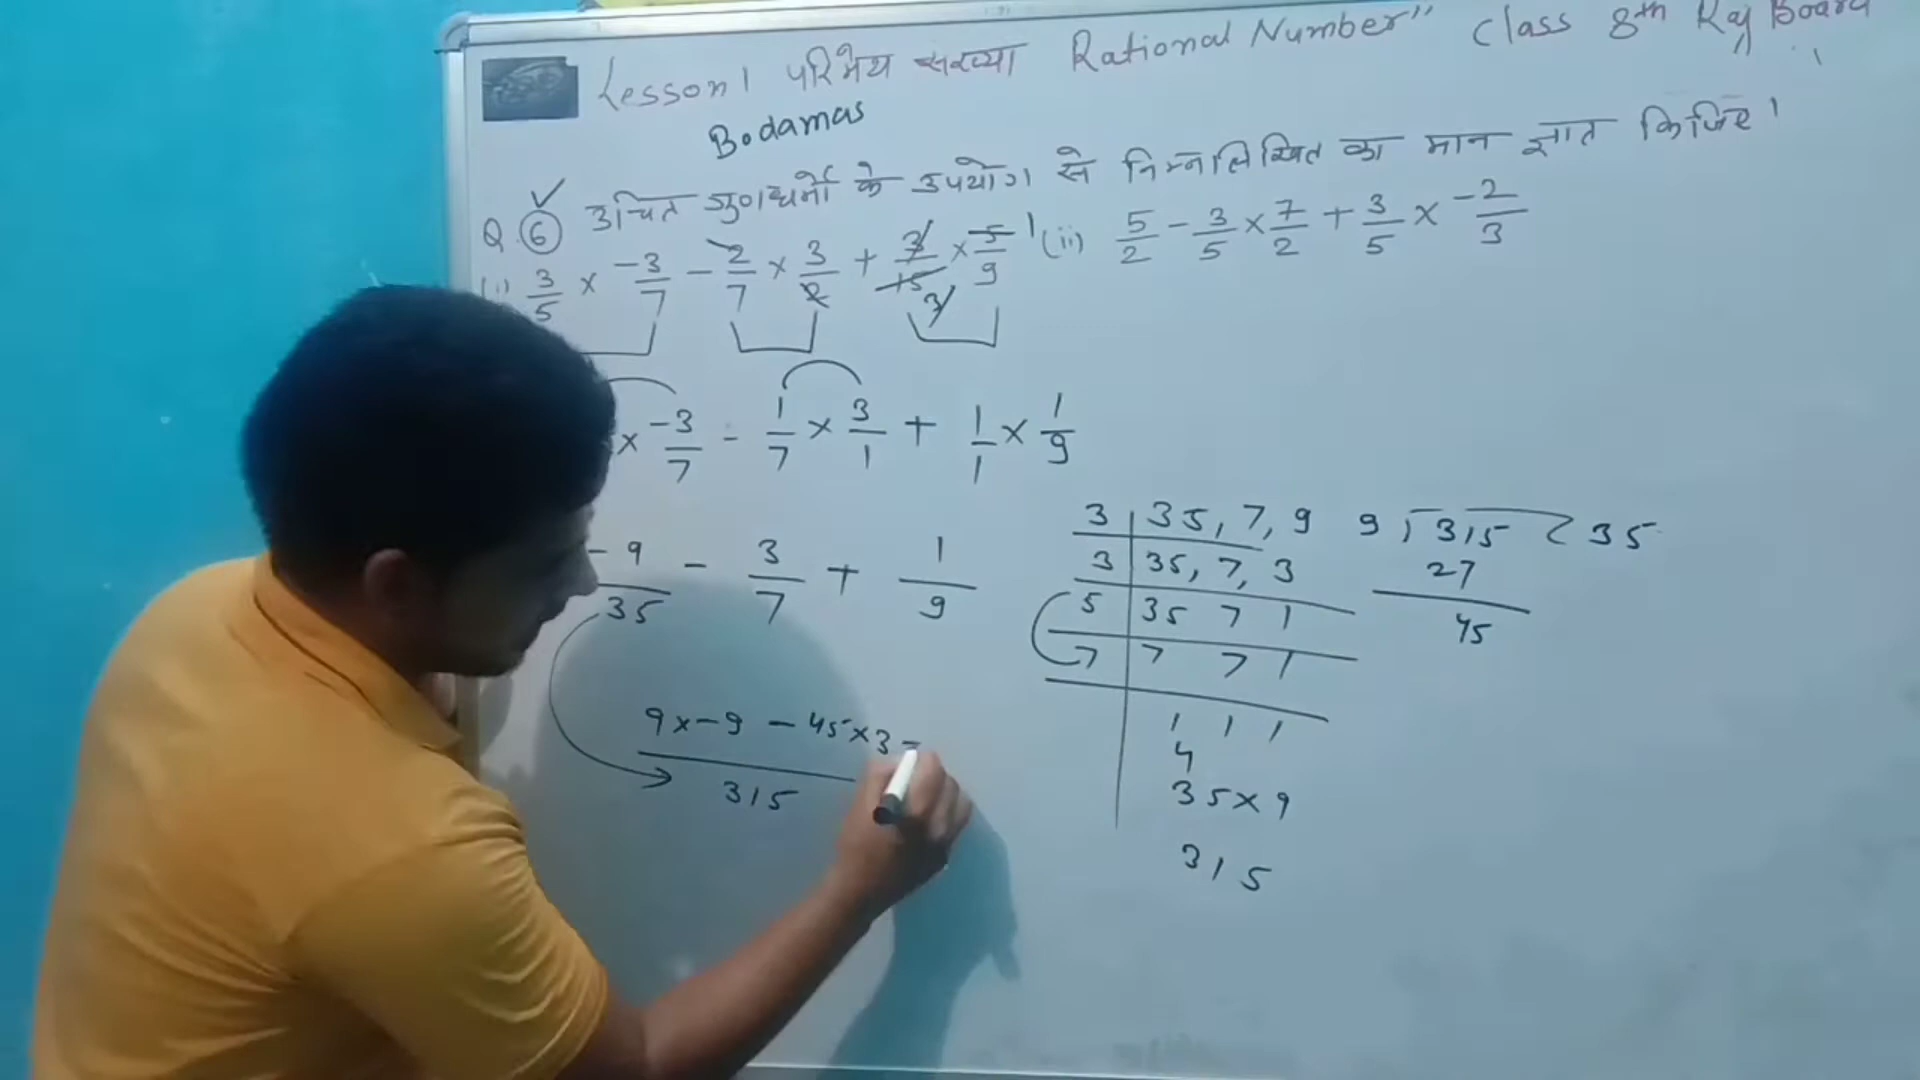 Lesson 1 परिमेय संख्या Rational Number" Class 8th Raj Board
Bodamas
Q. 6 उचित गुणधर्मो के उपयोग से निम्नलिखित का मान ज्ञात किजिए।
(i) 3/5 × -3/7 - 2/7 × 3/2 + 3/15 × 5/9 (ii) 5/2 - 3/5 × 7/2 + 3/5 × -2/3
3
× -3/7 - 1/7 × 3/1 + 1/1 × 1/9
-9/35 - 3/7 + 1/9
9×-9 - 45×3
315
3 | 35, 7, 9
3 | 35, 7, 3
5 | 35 7 1
7 | 7 7 1
1 1 1
4
35×9
315
9) 315 ( 35
27
45